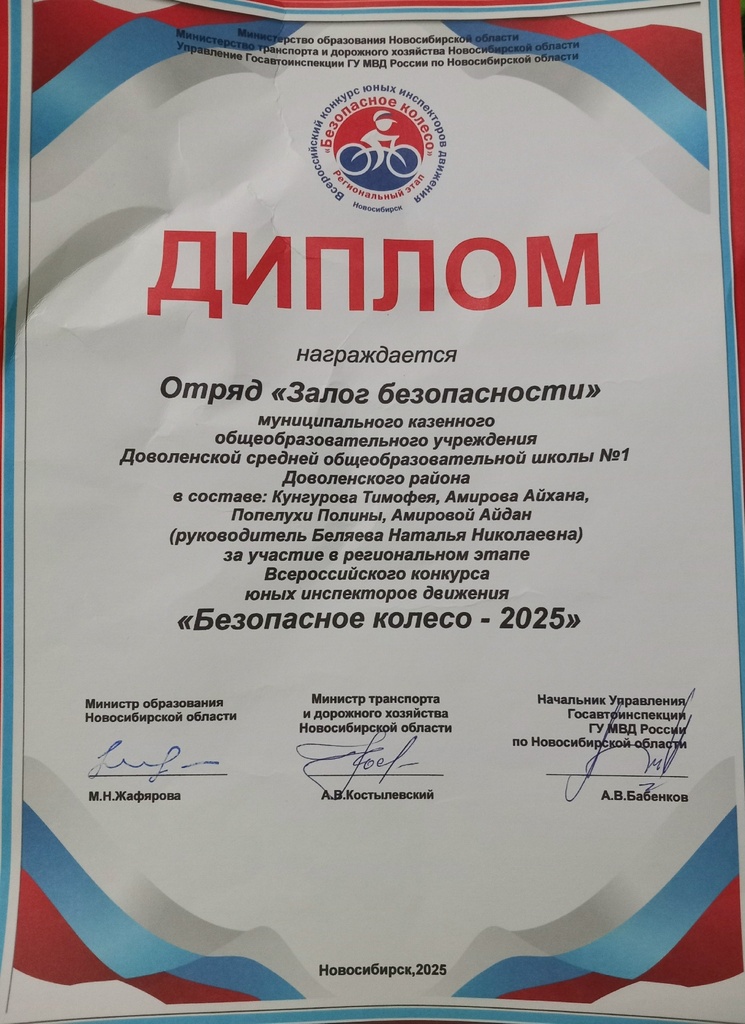 Министерство образования Новосибирской области
Министерство транспорта и дорожного хозяйства Новосибирской области
Управление Госавтоинспекции ГУ МВД России по Новосибирской области
Всероссийский конкурс юных инспекторов движения
«Безопасное колесо»
Региональный этап
Новосибирск
ДИПЛОМ
награждается
Отряд «Залог безопасности»
муниципального казенного
общеобразовательного учреждения
Доволенской средней общеобразовательной школы №1
Доволенского района
в составе: Кунгурова Тимофея, Амирова Айхана,
Попелухи Полины, Амировой Айдан
(руководитель Беляева Наталья Николаевна)
за участие в региональном этапе
Всероссийского конкурса
юных инспекторов движения
«Безопасное колесо - 2025»
Министр образования
Новосибирской области
М.Н.Жафярова
Министр транспорта
и дорожного хозяйства
Новосибирской области
А.В.Костылевский
Начальник Управления
Госавтоинспекции
ГУ МВД России
по Новосибирской области
А.В.Бабенков
Новосибирск,2025